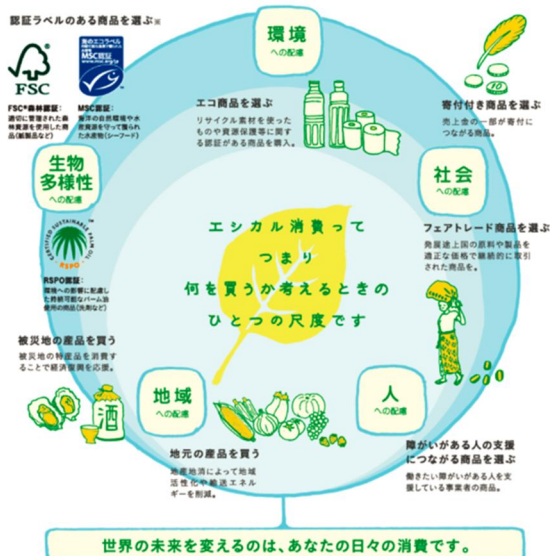 認証ラベルのある商品を選ぶ※
FSC
FSC®森林認証:
適切に管理された森
林資源を使用した商
品(紙製品など)
海のエコラベル
MSC認証
MSC認証:
海洋の自然環境や水
産資源を守って獲られ
た水産物(シーフード)
環境
への配慮
エコ商品を選ぶ
リサイクル素材を使った
ものや資源保護等に関す
る認証がある商品を購入。
寄付付き商品を選ぶ
売上金の一部が寄付に
つながる商品。
生物
多様性
への配慮
社会
への配慮
フェアトレード商品を選ぶ
発展途上国の原料や製品を
適正な価格で継続的に取引
された商品を。
CERTIFIED SUSTAINABLE PALM OIL
RSPO
RSPO認証:
環境への影響に配慮し
た持続可能なパーム油
使用の商品(洗剤など)
エシカル消費って
つまり
何を買うか考えるときの
ひとつの尺度です
被災地の産品を買う
被災地の特産品を消費す
ることで経済復興を応援。
酒
地域
への配慮
地元の産品を買う
地産地消によって地域
活性化や輸送エネル
ギーを削減。
人
への配慮
障がいがある人の支援
につながる商品を選ぶ
働きたい障がいがある人を支
援している事業者の商品。
世界の未来を変えるのは、あなたの日々の消費です。